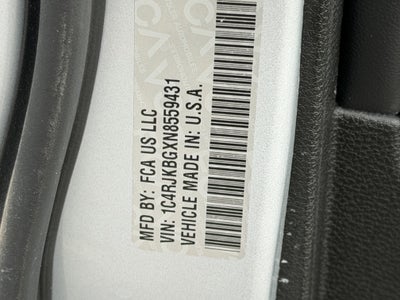 MFD BY: FCA US LLC
VIN: 1C4RJKBGXN8559431
VEHICLE MADE IN: U.S.A.